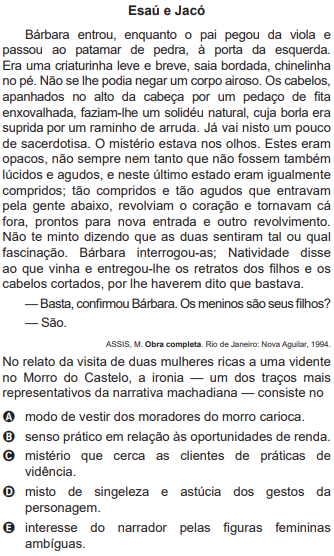 Esaú e Jacó
Bárbara entrou, enquanto o pai pegou da viola e
passou ao patamar de pedra, à porta da esquerda.
Era uma criaturinha leve e breve, saia bordada, chinelinha
no pé. Não se lhe podia negar um corpo airoso. Os cabelos,
apanhados no alto da cabeça por um pedaço de fita
enxovalhada, faziam-lhe um solidéu natural, cuja borla era
suprida por um raminho de arruda. Já vai nisto um pouco
de sacerdotisa. O mistério estava nos olhos. Estes eram
opacos, não sempre nem tanto que não fossem também
lúcidos e agudos, e neste último estado eram igualmente
compridos; tão compridos e tão agudos que entravam
pela gente abaixo, revolviam o coração e tornavam cá
fora, prontos para nova entrada e outro revolvimento.
Não te minto dizendo que as duas sentiram tal ou qual
fascinação. Bárbara interrogou-as; Natividade disse
ao que vinha e entregou-lhe os retratos dos filhos e os
cabelos cortados, por lhe haverem dito que bastava.
— Basta, confirmou Bárbara. Os meninos são seus filhos?
— São.
ASSIS, M. Obra completa. Rio de Janeiro: Nova Aguilar, 1994.
No relato da visita de duas mulheres ricas a uma vidente
no Morro do Castelo, a ironia — um dos traços mais
representativos da narrativa machadiana — consiste no
A modo de vestir dos moradores do morro carioca.
B senso prático em relação às oportunidades de renda.
C mistério que cerca as clientes de práticas de
vidência.
D misto de singeleza e astúcia dos gestos da
personagem.
E interesse do narrador pelas figuras femininas
ambíguas.